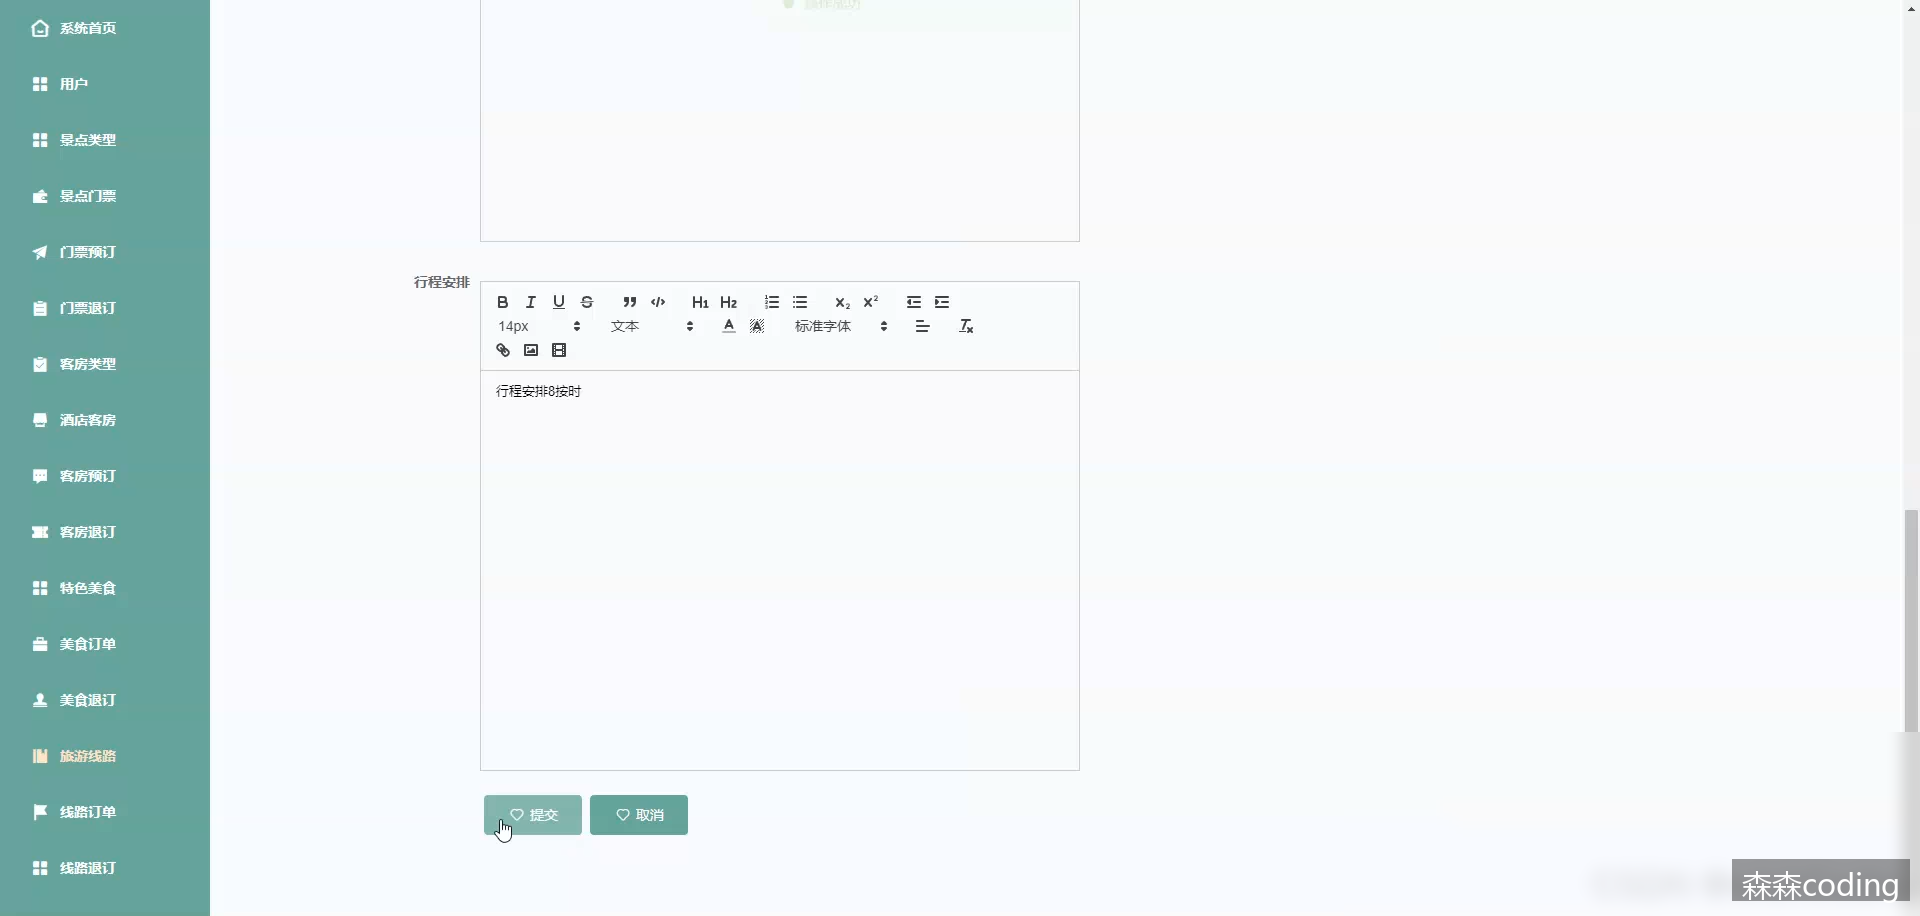 系统首页
用户
景点类型
景点门票
门票预订
门票退订
客房类型
酒店客房
客房预订
客房退订
特色美食
美食订单
美食退订
旅游线路
线路订单
线路退订
行程安排
B I U S H1 H2 X2 X2
14px 文本 A A 标准字体 Tx
行程安排8按时
提交 取消
森森coding